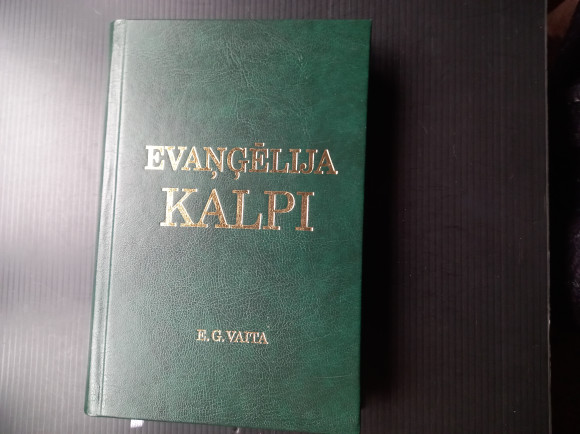 EVAŅĢĒLIJA
KALPI
E. G. VAITA